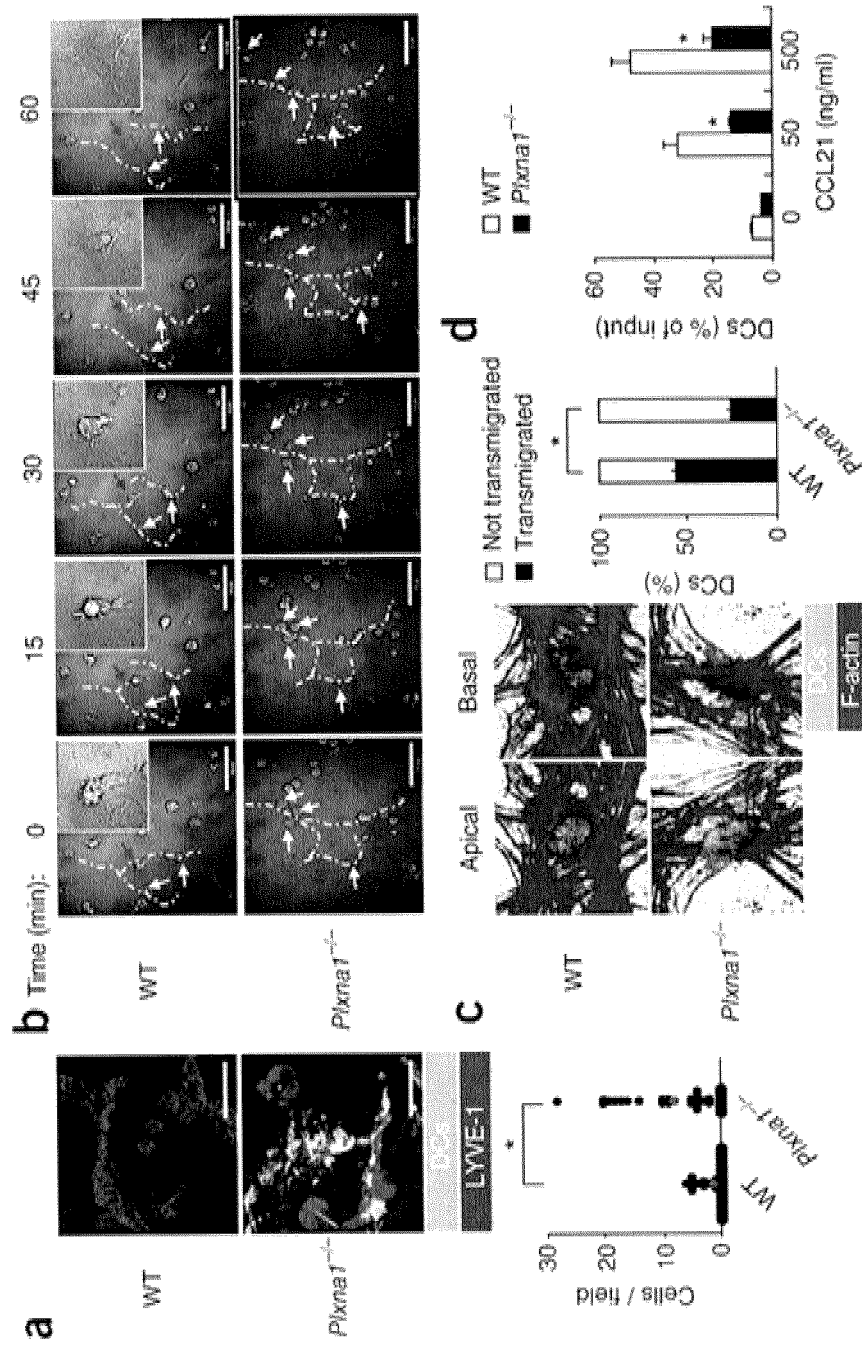 a
WT
Plxna1⁻/⁻
DCs
LYVE-1
Cells / field
30
20
10
0
*
WT
Plxna1⁻/⁻
b
Time (min): 0 15 30 45 60
WT
Plxna1⁻/⁻
c
Apical Basal
WT
Plxna1⁻/⁻
DCs
F-actin
Not transmigrated
Transmigrated
DCs (%)
100
50
0
*
WT
Plxna1⁻/⁻
d
WT
Plxna1⁻/⁻
DCs (% of input)
60
40
20
0
* *
0 50 500
CCL21 (ng/ml)